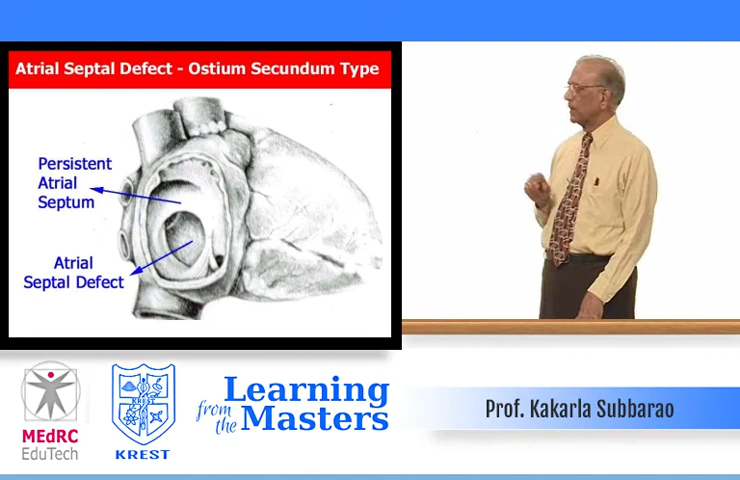 Atrial Septal Defect - Ostium Secundum Type
Persistent
Atrial
Septum
Atrial
Septal Defect
MEdRC
EduTech
KREST
KREST
Learning
from the
Masters
Prof. Kakarla Subbarao